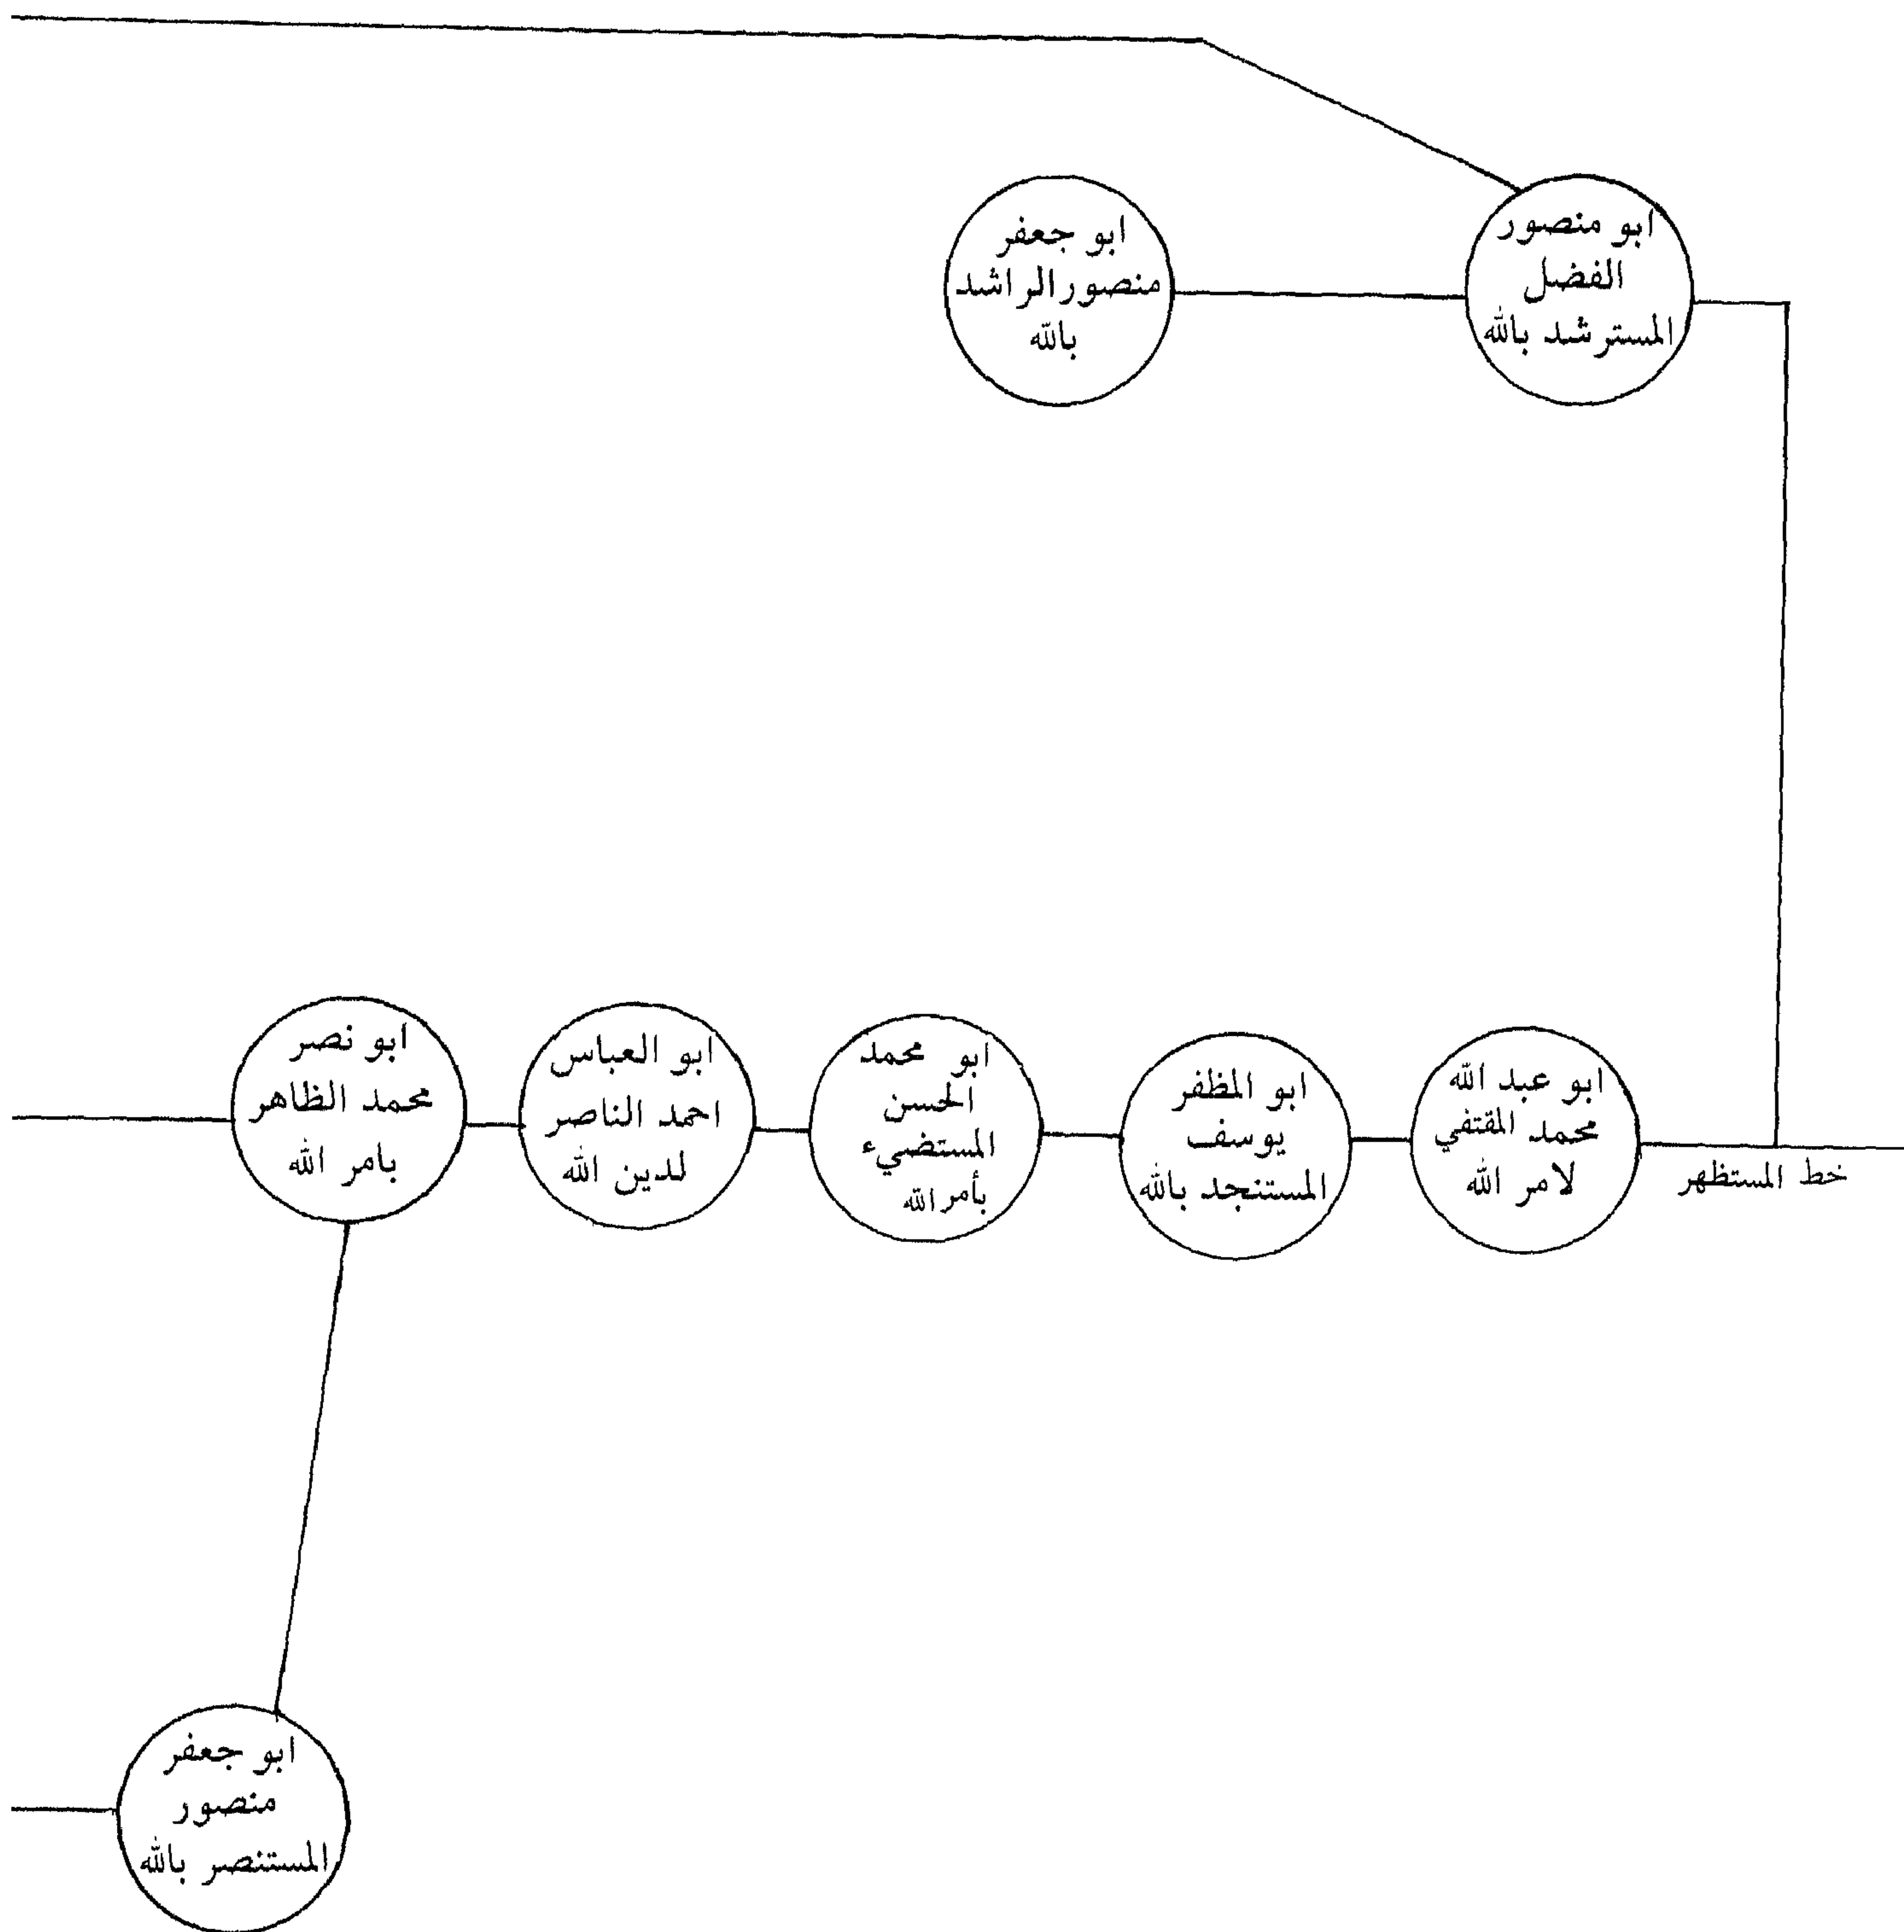 ابو منصور
الفضل
المسترشد بالله
ابو جعفر
منصور الراشد
بالله
خط المستظهر
ابو عبد الله
محمد المقتفي
لامر الله
ابو المظفر
يوسف
المستنجد بالله
ابو محمد
الحسن
المستضيء
بأمر الله
ابو العباس
احمد الناصر
لدين الله
ابو نصر
محمد الظاهر
بامر الله
ابو جعفر
منصور
المستنصر بالله